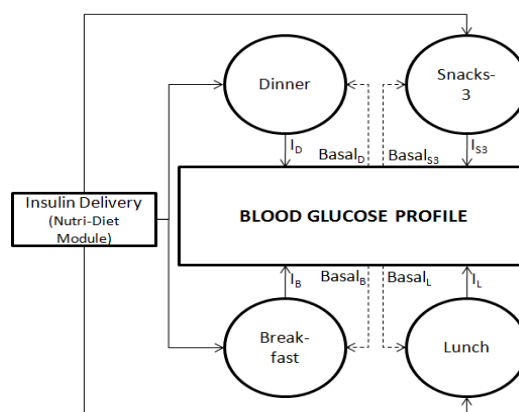 Dinner
Snacks-
3
I_D
Basal_D
Basal_S3
I_S3
Insulin Delivery
(Nutri-Diet
Module)
BLOOD GLUCOSE PROFILE
I_B
Basal_B
Basal_L
I_L
Break-
fast
Lunch